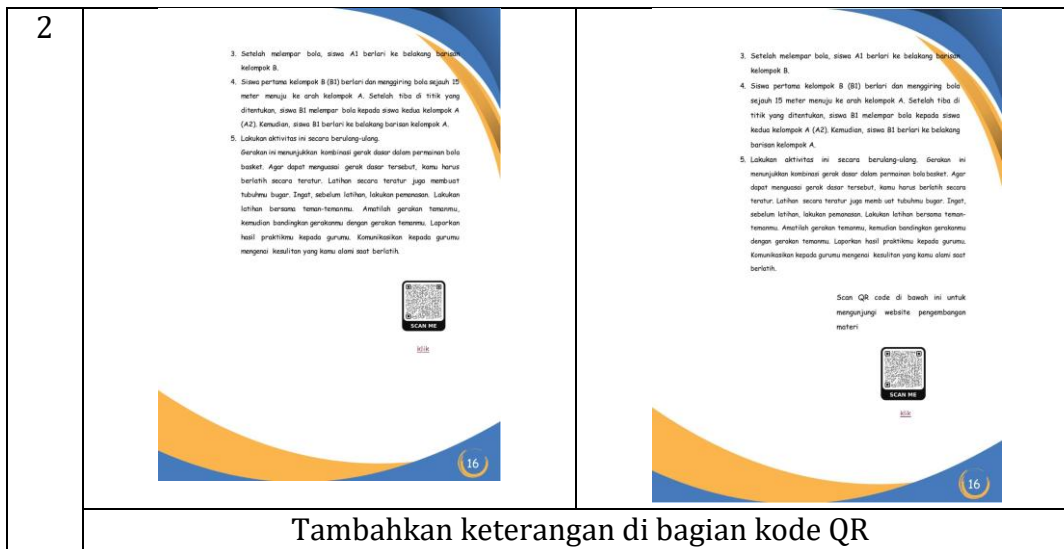 2
3. Setelah melempar bola, siswa A1 berlari ke belakang barisan
kelompok B.
4. Siswa pertama kelompok B (B1) berlari dan menggiring bola sejauh 15
meter menuju ke arah kelompok A. Setelah tiba di titik yang
ditentukan, siswa B1 melempar bola kepada siswa kedua kelompok A
(A2). Kemudian, siswa B1 berlari ke belakang barisan kelompok A.
5. Lakukan aktivitas ini secara berulang-ulang.
Gerakan ini menunjukkan kombinasi gerak dasar dalam permainan bola
basket. Agar dapat menguasai gerak dasar tersebut, kamu harus
berlatih secara teratur. Latihan secara teratur juga membuat
tubuhmu bugar. Ingat, sebelum latihan, lakukan pemanasan. Lakukan
latihan bersama teman-temanmu. Amatilah gerakan temanmu,
kemudian bandingkan gerakanmu dengan gerakan temanmu. Laporkan
hasil praktikmu kepada gurumu. Komunikasikan kepada gurumu
mengenai kesulitan yang kamu alami saat berlatih.
SCAN ME
klik
16
3. Setelah melempar bola, siswa A1 berlari ke belakang barisan
kelompok B.
4. Siswa pertama kelompok B (B1) berlari dan menggiring bola
sejauh 15 meter menuju ke arah kelompok A. Setelah tiba di
titik yang ditentukan, siswa B1 melempar bola kepada siswa
kedua kelompok A (A2). Kemudian, siswa B1 berlari ke belakang
barisan kelompok A.
5. Lakukan aktivitas ini secara berulang-ulang. Gerakan ini
menunjukkan kombinasi gerak dasar dalam permainan bola basket. Agar
dapat menguasai gerak dasar tersebut, kamu harus berlatih secara
teratur. Latihan secara teratur juga memb uat tubuhmu bugar. Ingat,
sebelum latihan, lakukan pemanasan. Lakukan latihan bersama teman-
temanmu. Amatilah gerakan temanmu, kemudian bandingkan gerakanmu
dengan gerakan temanmu. Laporkan hasil praktikmu kepada gurumu.
Komunikasikan kepada gurumu mengenai kesulitan yang kamu alami saat
berlatih.
Scan QR code di bawah ini untuk
mengunjungi website pengembangan
materi
SCAN ME
klik
16
Tambahkan keterangan di bagian kode QR